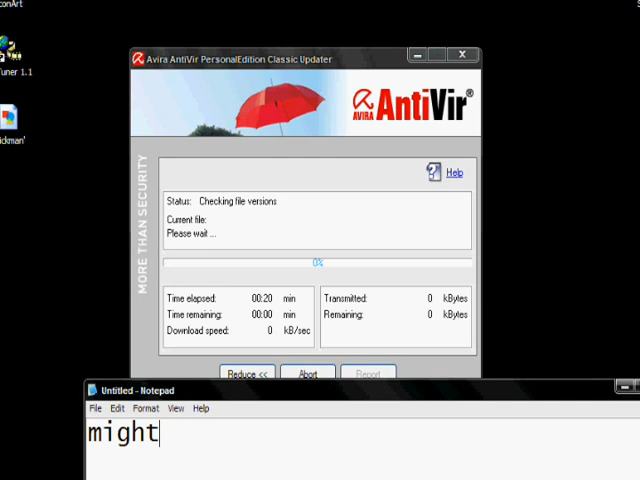 conArt
Tuner 1.1
ickman'
Avira AntiVir PersonalEdition Classic Updater
AVIRA AntiVir®
MORE THAN SECURITY
Help
Status: Checking file versions
Current file:
Please wait ...
0%
Time elapsed: 00:20 min
Time remaining: 00:00 min
Download speed: 0 kB/sec
Transmitted: 0 kBytes
Remaining: 0 kBytes
Reduce << Abort Report
Untitled - Notepad
File Edit Format View Help
might